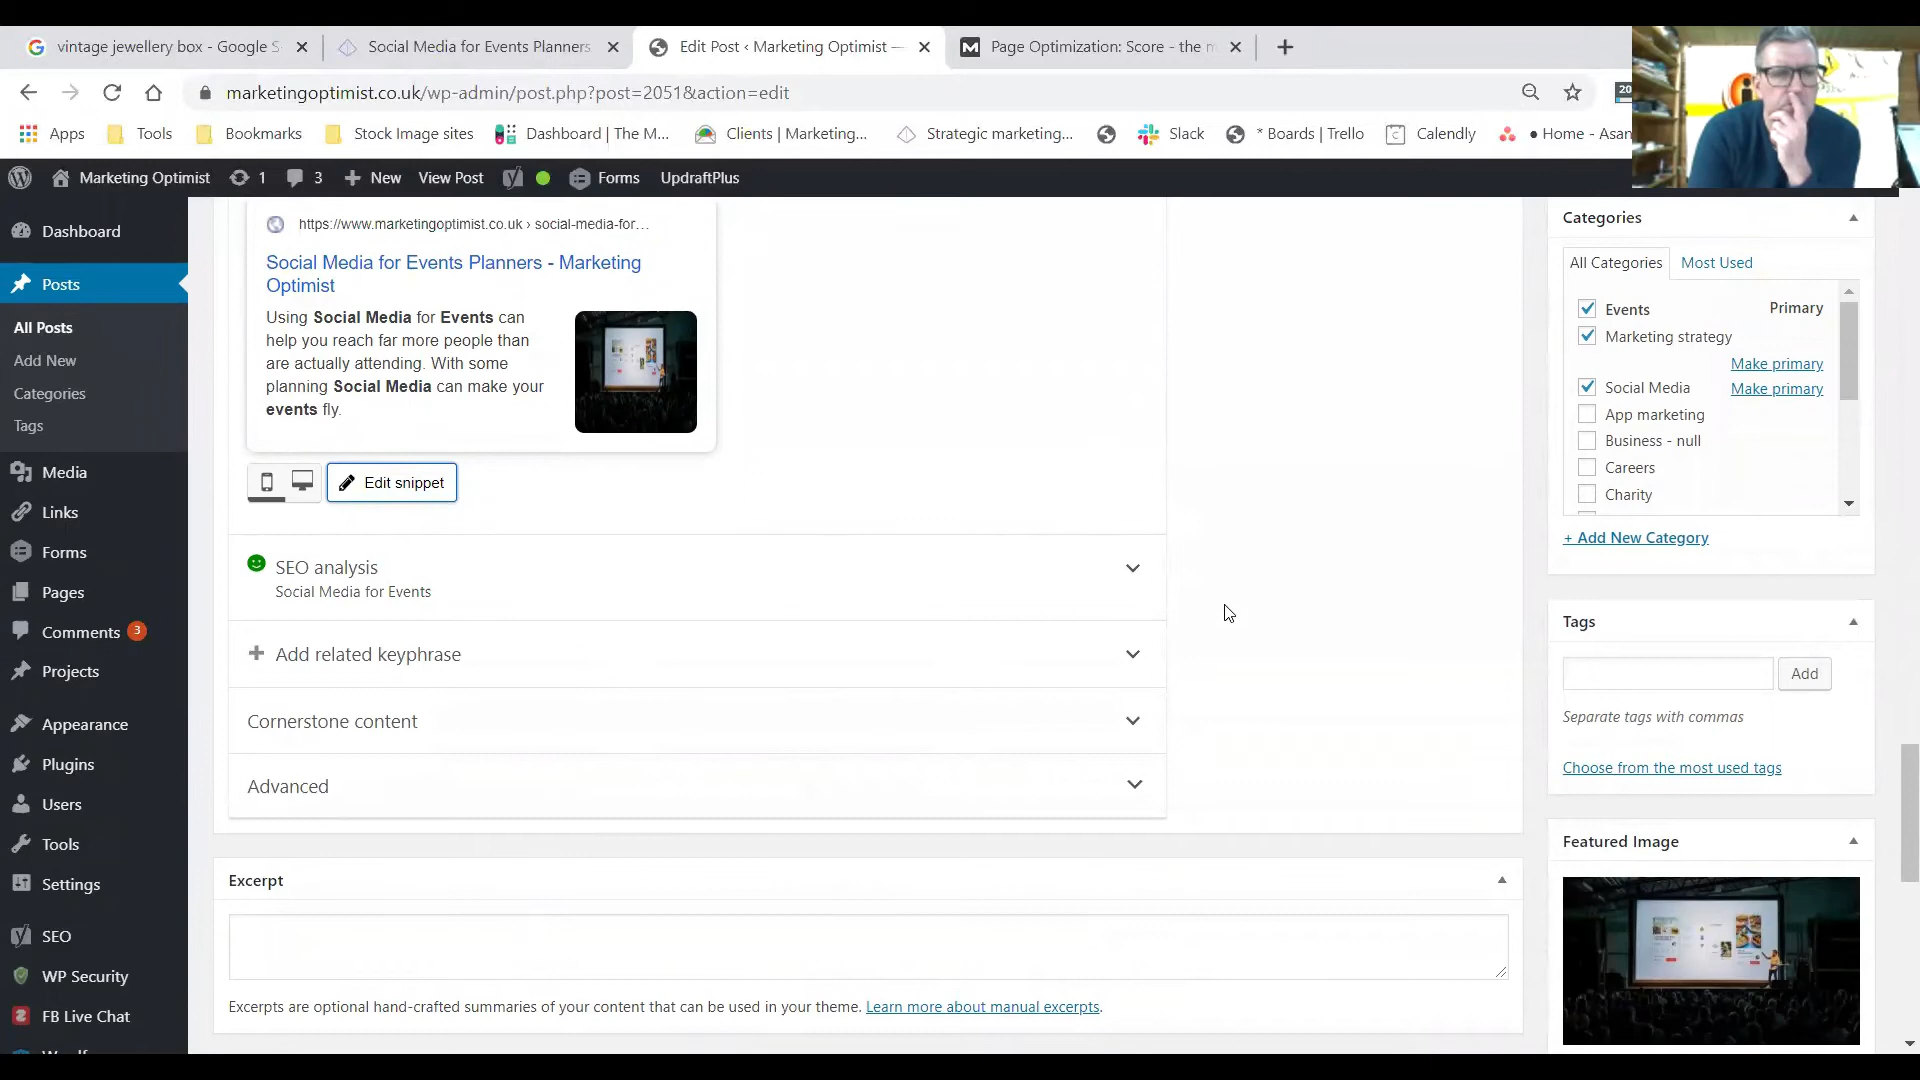 vintage jewellery box - Google S
Social Media for Events Planners
Edit Post ‹ Marketing Optimist —
Page Optimization: Score - the m
marketingoptimist.co.uk/wp-admin/post.php?post=2051&action=edit
Apps
Tools
Bookmarks
Stock Image sites
Dashboard | The M...
Clients | Marketing...
Strategic marketing...
Slack
* Boards | Trello
Calendly
● Home - Asan
Marketing Optimist
1
3
New
View Post
Forms
UpdraftPlus
Dashboard
Posts
All Posts
Add New
Categories
Tags
Media
Links
Forms
Pages
Comments 3
Projects
Appearance
Plugins
Users
Tools
Settings
SEO
WP Security
FB Live Chat
https://www.marketingoptimist.co.uk › social-media-for...
Social Media for Events Planners - Marketing
Optimist
Using Social Media for Events can
help you reach far more people than
are actually attending. With some
planning Social Media can make your
events fly.
Edit snippet
SEO analysis
Social Media for Events
Add related keyphrase
Cornerstone content
Advanced
Excerpt
Excerpts are optional hand-crafted summaries of your content that can be used in your theme. Learn more about manual excerpts.
Categories
All Categories
Most Used
Events
Primary
Marketing strategy
Make primary
Social Media
Make primary
App marketing
Business - null
Careers
Charity
+ Add New Category
Tags
Add
Separate tags with commas
Choose from the most used tags
Featured Image